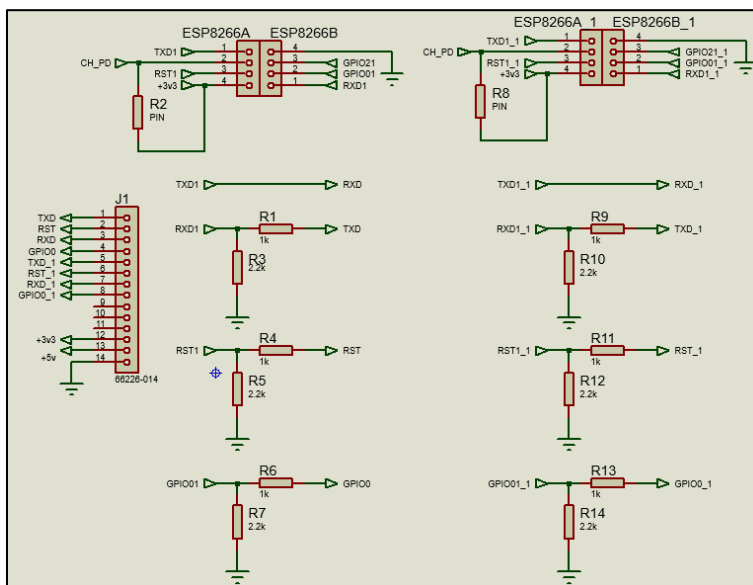 ESP8266A ESP8266B
TXD1 1 4
CH_PD 2 3 GPIO21
RST1 3 2 GPIO01
+3v3 4 1 RXD1
R2
PIN
ESP8266A_1 ESP8266B_1
TXD1_1 1 4
CH_PD 2 3 GPIO21_1
RST1_1 3 2 GPIO01_1
+3v3 4 1 RXD1_1
R8
PIN
J1
TXD 1
RST 2
RXD 3
GPIO0 4
TXD_1 5
RST_1 6
RXD_1 7
GPIO0_1 8
9
10
11
+3v3 12
+5v 13
14
66226-014
TXD1 RXD
RXD1 R1 TXD
1k
R3
2.2k
RST1 R4 RST
1k
R5
2.2k
GPIO01 R6 GPIO0
1k
R7
2.2k
TXD1_1 RXD_1
RXD1_1 R9 TXD_1
1k
R10
2.2k
RST1_1 R11 RST_1
1k
R12
2.2k
GPIO01_1 R13 GPIO0_1
1k
R14
2.2k